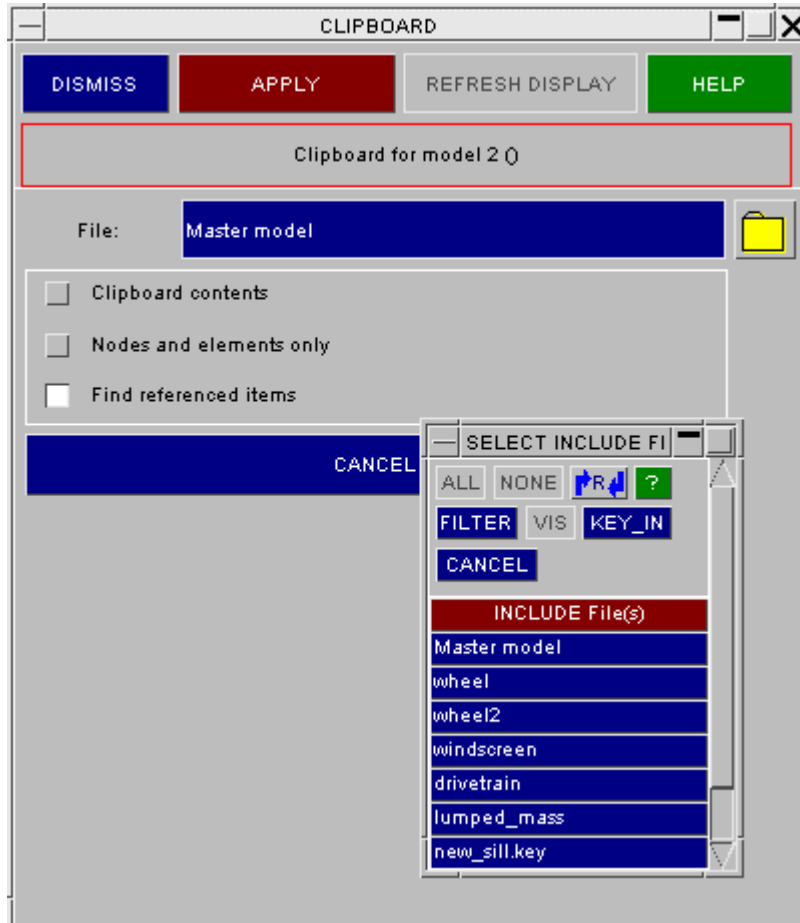 CLIPBOARD
DISMISS APPLY REFRESH DISPLAY HELP
Clipboard for model 2 ()
File: Master model
Clipboard contents
Nodes and elements only
Find referenced items
CANCEL
SELECT INCLUDE FI
ALL NONE R ?
FILTER VIS KEY_IN
CANCEL
INCLUDE File(s)
Master model
wheel
wheel2
windscreen
drivetrain
lumped_mass
new_sill.key